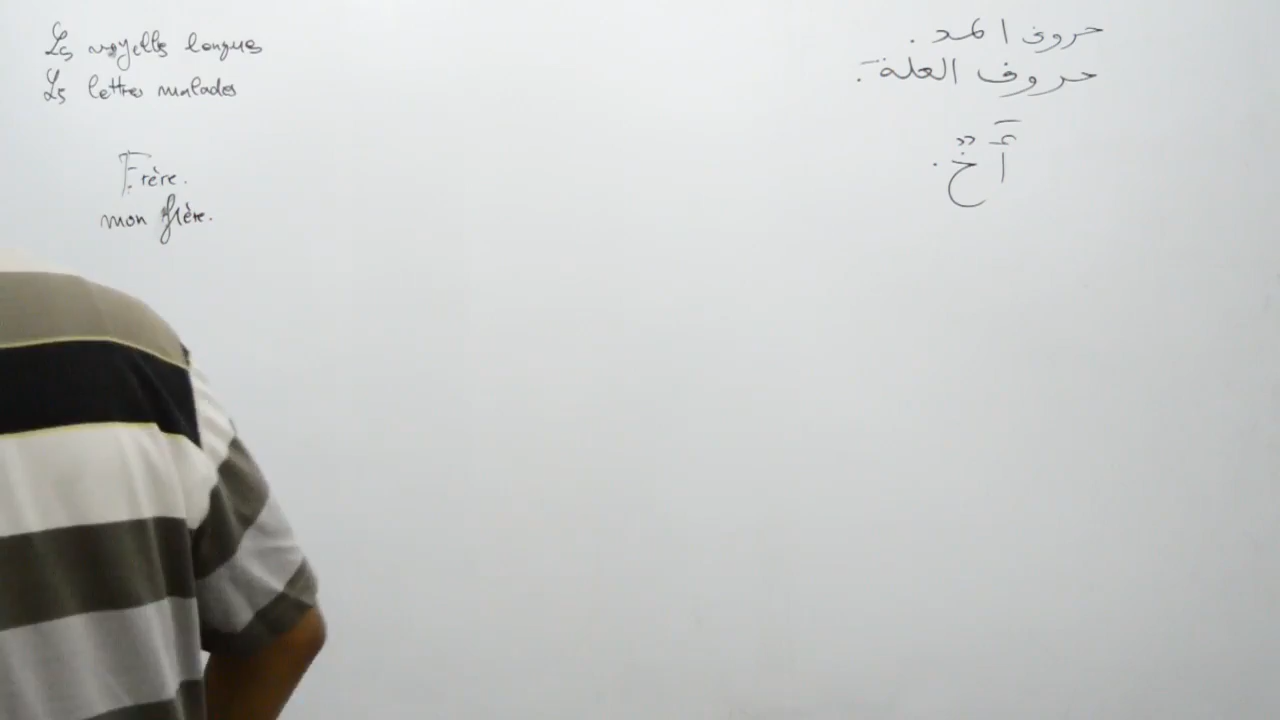 Les voyelles longues
حروف المد .
Les lettres malades
حروف العلة .
Frère.
أَخٌ .
mon frère.